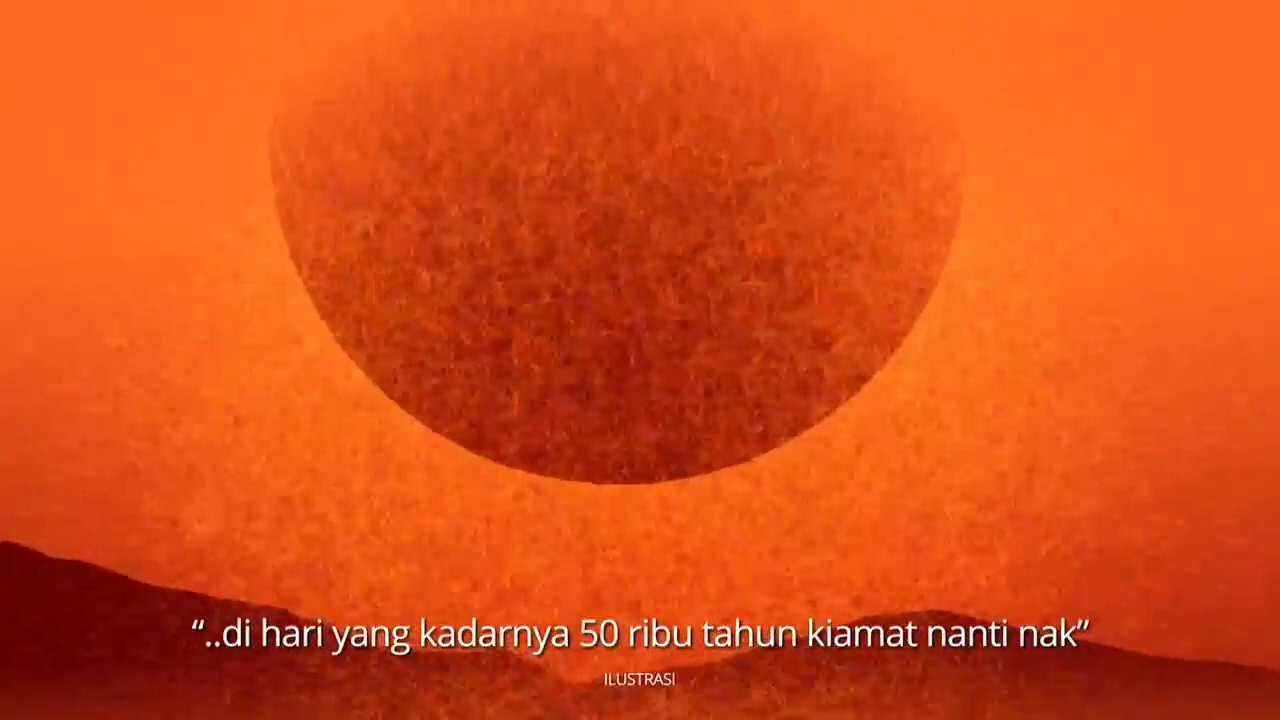 “..di hari yang kadarnya 50 ribu tahun kiamat nanti nak”
ILUSTRASI